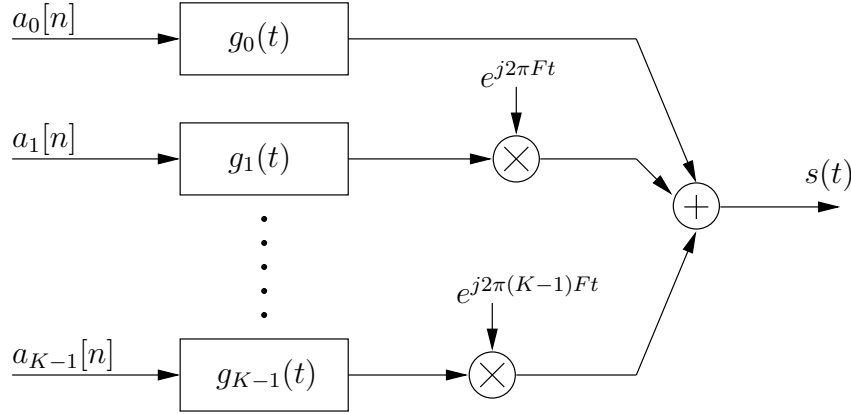 a_0[n]
g_0(t)
e^{j2πFt}
a_1[n]
g_1(t)
s(t)
e^{j2π(K−1)Ft}
a_{K−1}[n]
g_{K−1}(t)